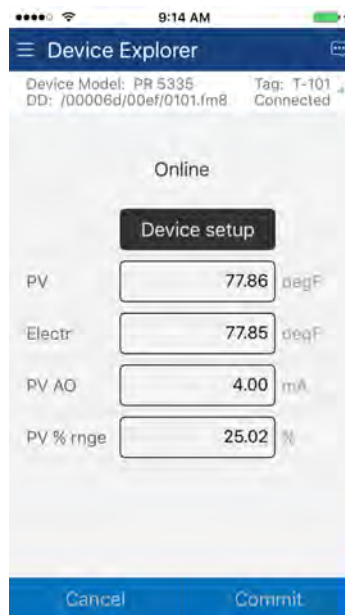 9:14 AM
Device Explorer
Device Model: PR 5335 Tag: T-101
DD: /00006d/00ef/0101.fm8 Connected
Online
Device setup
PV 77.86 degF
Electr 77.85 degF
PV AO 4.00 mA
PV % rnge 25.02 %
Cancel Commit